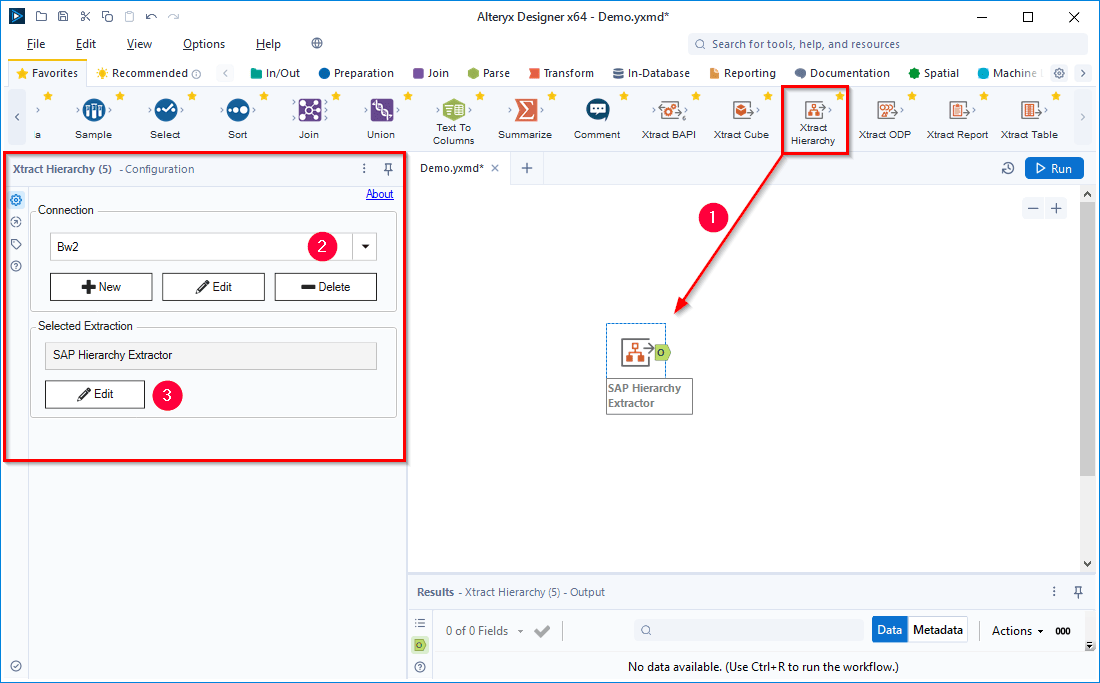 Alteryx Designer x64 - Demo.yxmd*
File Edit View Options Help
Search for tools, help, and resources
Favorites Recommended In/Out Preparation Join Parse Transform In-Database Reporting Documentation Spatial Machine
ta Sample Select Sort Join Union Text To Columns Summarize Comment Xtract BAPI Xtract Cube Xtract Hierarchy Xtract ODP Xtract Report Xtract Table
Xtract Hierarchy (5) - Configuration
About
Connection
Bw2
2
New Edit Delete
Selected Extraction
SAP Hierarchy Extractor
Edit
3
Demo.yxmd*
Run
1
O
SAP Hierarchy
Extractor
Results - Xtract Hierarchy (5) - Output
0 of 0 Fields
Data Metadata
Actions
000
No data available. (Use Ctrl+R to run the workflow.)